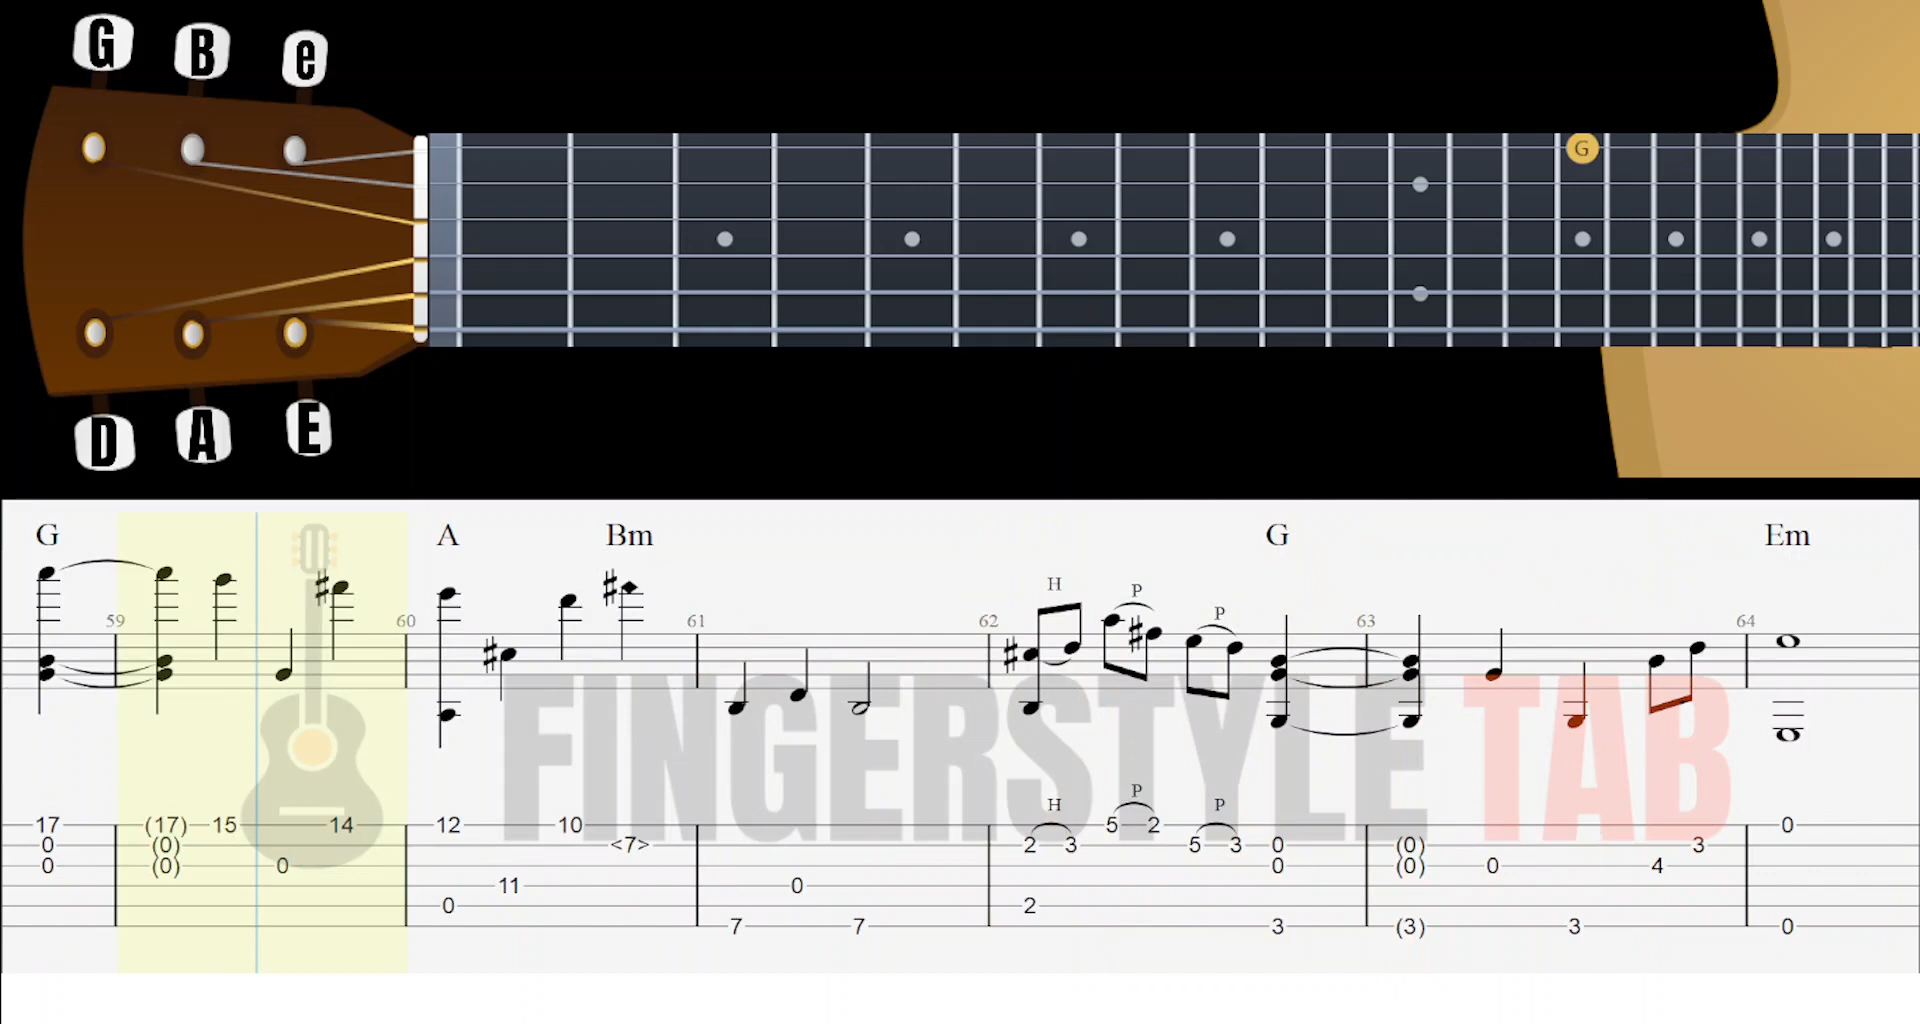 G B e
G
D A E
G A Bm G Em
H P P
59 60 61 62 63 64
FINGERSTYLE TAB
H P P
17 (17) 15 14 12 10 5 2 0
0 (0) <7> 2 3 5 3 0 (0) 3
0 (0) 0 0 (0) 0 4
11 0
0 2
7 7 3 (3) 3 0